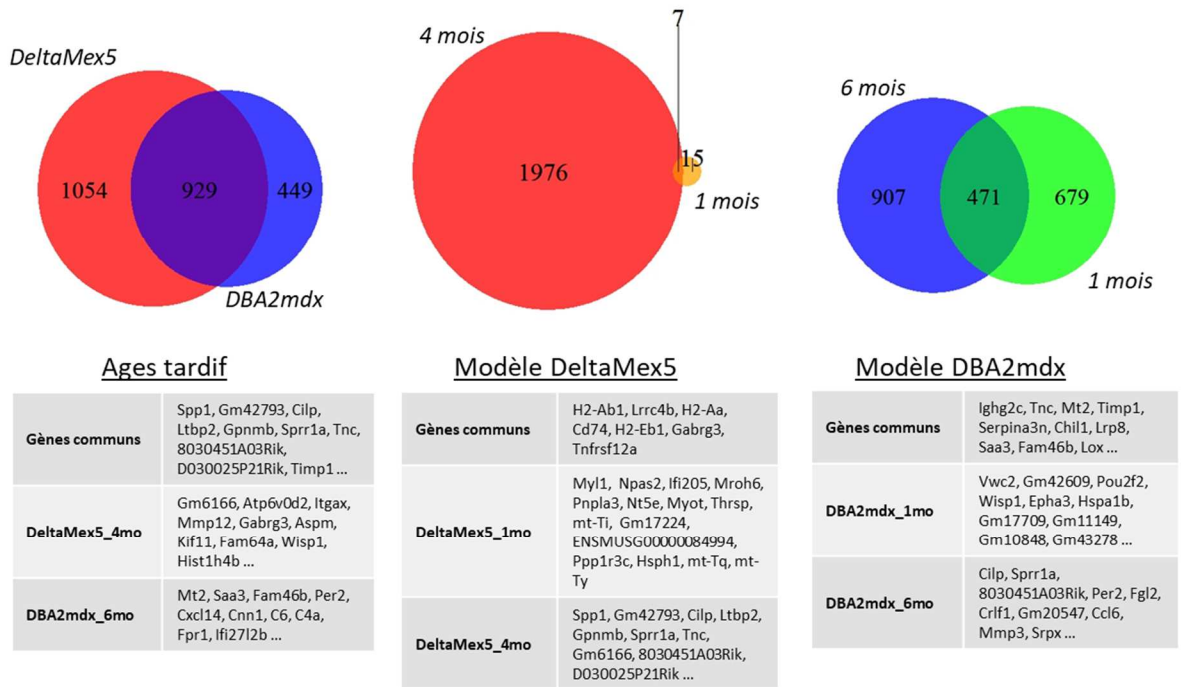 DeltaMex5
1054
929
449
DBA2mdx
4 mois
7
1976
15
1 mois
6 mois
907
471
679
1 mois
Ages tardif
Gènes communs
Spp1, Gm42793, Cilp,
Ltbp2, Gpnmb, Sprr1a, Tnc,
8030451A03Rik,
D030025P21Rik, Timp1 ...
DeltaMex5_4mo
Gm6166, Atp6v0d2, Itgax,
Mmp12, Gabrg3, Aspm,
Kif11, Fam64a, Wisp1,
Hist1h4b ...
DBA2mdx_6mo
Mt2, Saa3, Fam46b, Per2,
Cxcl14, Cnn1, C6, C4a,
Fpr1, Ifi27l2b ...
Modèle DeltaMex5
Gènes communs
H2-Ab1, Lrrc4b, H2-Aa,
Cd74, H2-Eb1, Gabrg3,
Tnfrsf12a
DeltaMex5_1mo
Myl1, Npas2, Ifi205, Mroh6,
Pnpla3, Nt5e, Myot, Thrsp,
mt-Ti, Gm17224,
ENSMUSG00000084994,
Ppp1r3c, Hsph1, mt-Tq, mt-
Ty
DeltaMex5_4mo
Spp1, Gm42793, Cilp, Ltbp2,
Gpnmb, Sprr1a, Tnc,
Gm6166, 8030451A03Rik,
D030025P21Rik ...
Modèle DBA2mdx
Gènes communs
Ighg2c, Tnc, Mt2, Timp1,
Serpina3n, Chil1, Lrp8,
Saa3, Fam46b, Lox ...
DBA2mdx_1mo
Vwc2, Gm42609, Pou2f2,
Wisp1, Epha3, Hspa1b,
Gm17709, Gm11149,
Gm10848, Gm43278 ...
DBA2mdx_6mo
Cilp, Sprr1a,
8030451A03Rik, Per2, Fgl2,
Crlf1, Gm20547, Ccl6,
Mmp3, Srpx ...